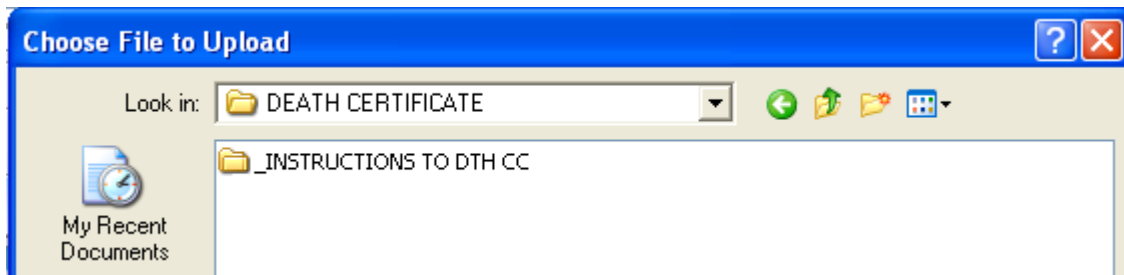 Choose File to Upload
?
Look in: DEATH CERTIFICATE
_INSTRUCTIONS TO DTH CC
My Recent
Documents